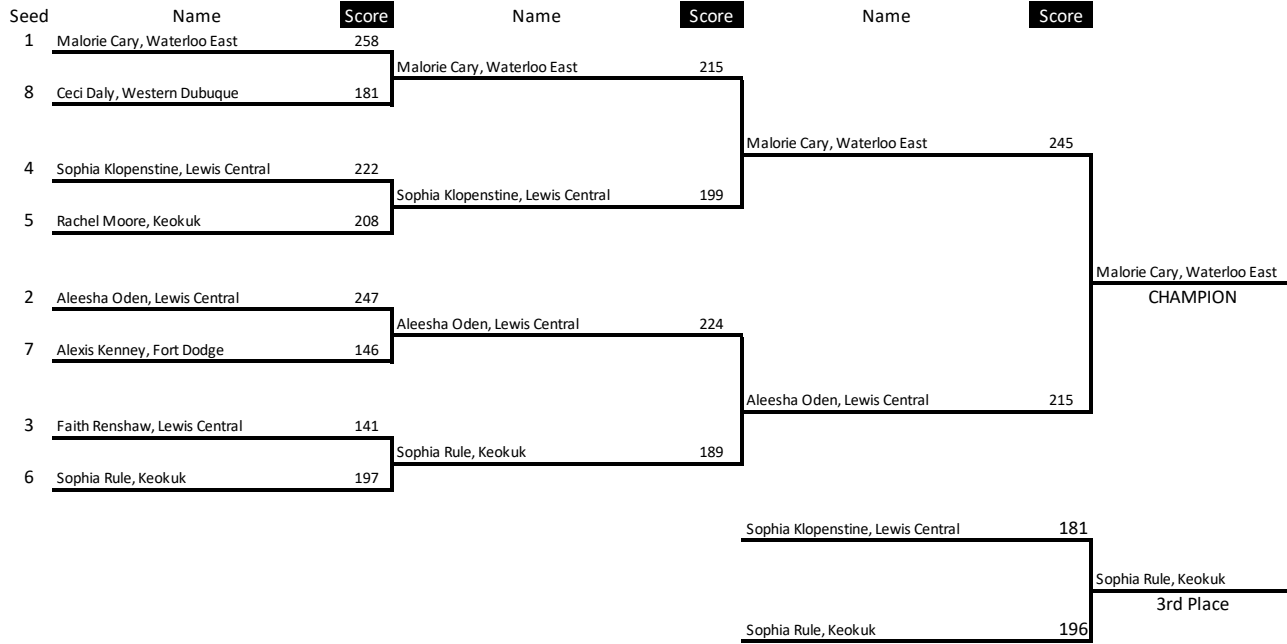 Seed Name Score Name Score Name Score
1 Malorie Cary, Waterloo East 258
Malorie Cary, Waterloo East 215
8 Ceci Daly, Western Dubuque 181
Malorie Cary, Waterloo East 245
4 Sophia Klopenstine, Lewis Central 222
Sophia Klopenstine, Lewis Central 199
5 Rachel Moore, Keokuk 208
Malorie Cary, Waterloo East
CHAMPION
2 Aleesha Oden, Lewis Central 247
Aleesha Oden, Lewis Central 224
7 Alexis Kenney, Fort Dodge 146
Aleesha Oden, Lewis Central 215
3 Faith Renshaw, Lewis Central 141
Sophia Rule, Keokuk 189
6 Sophia Rule, Keokuk 197
Sophia Klopenstine, Lewis Central 181
Sophia Rule, Keokuk
3rd Place
Sophia Rule, Keokuk 196